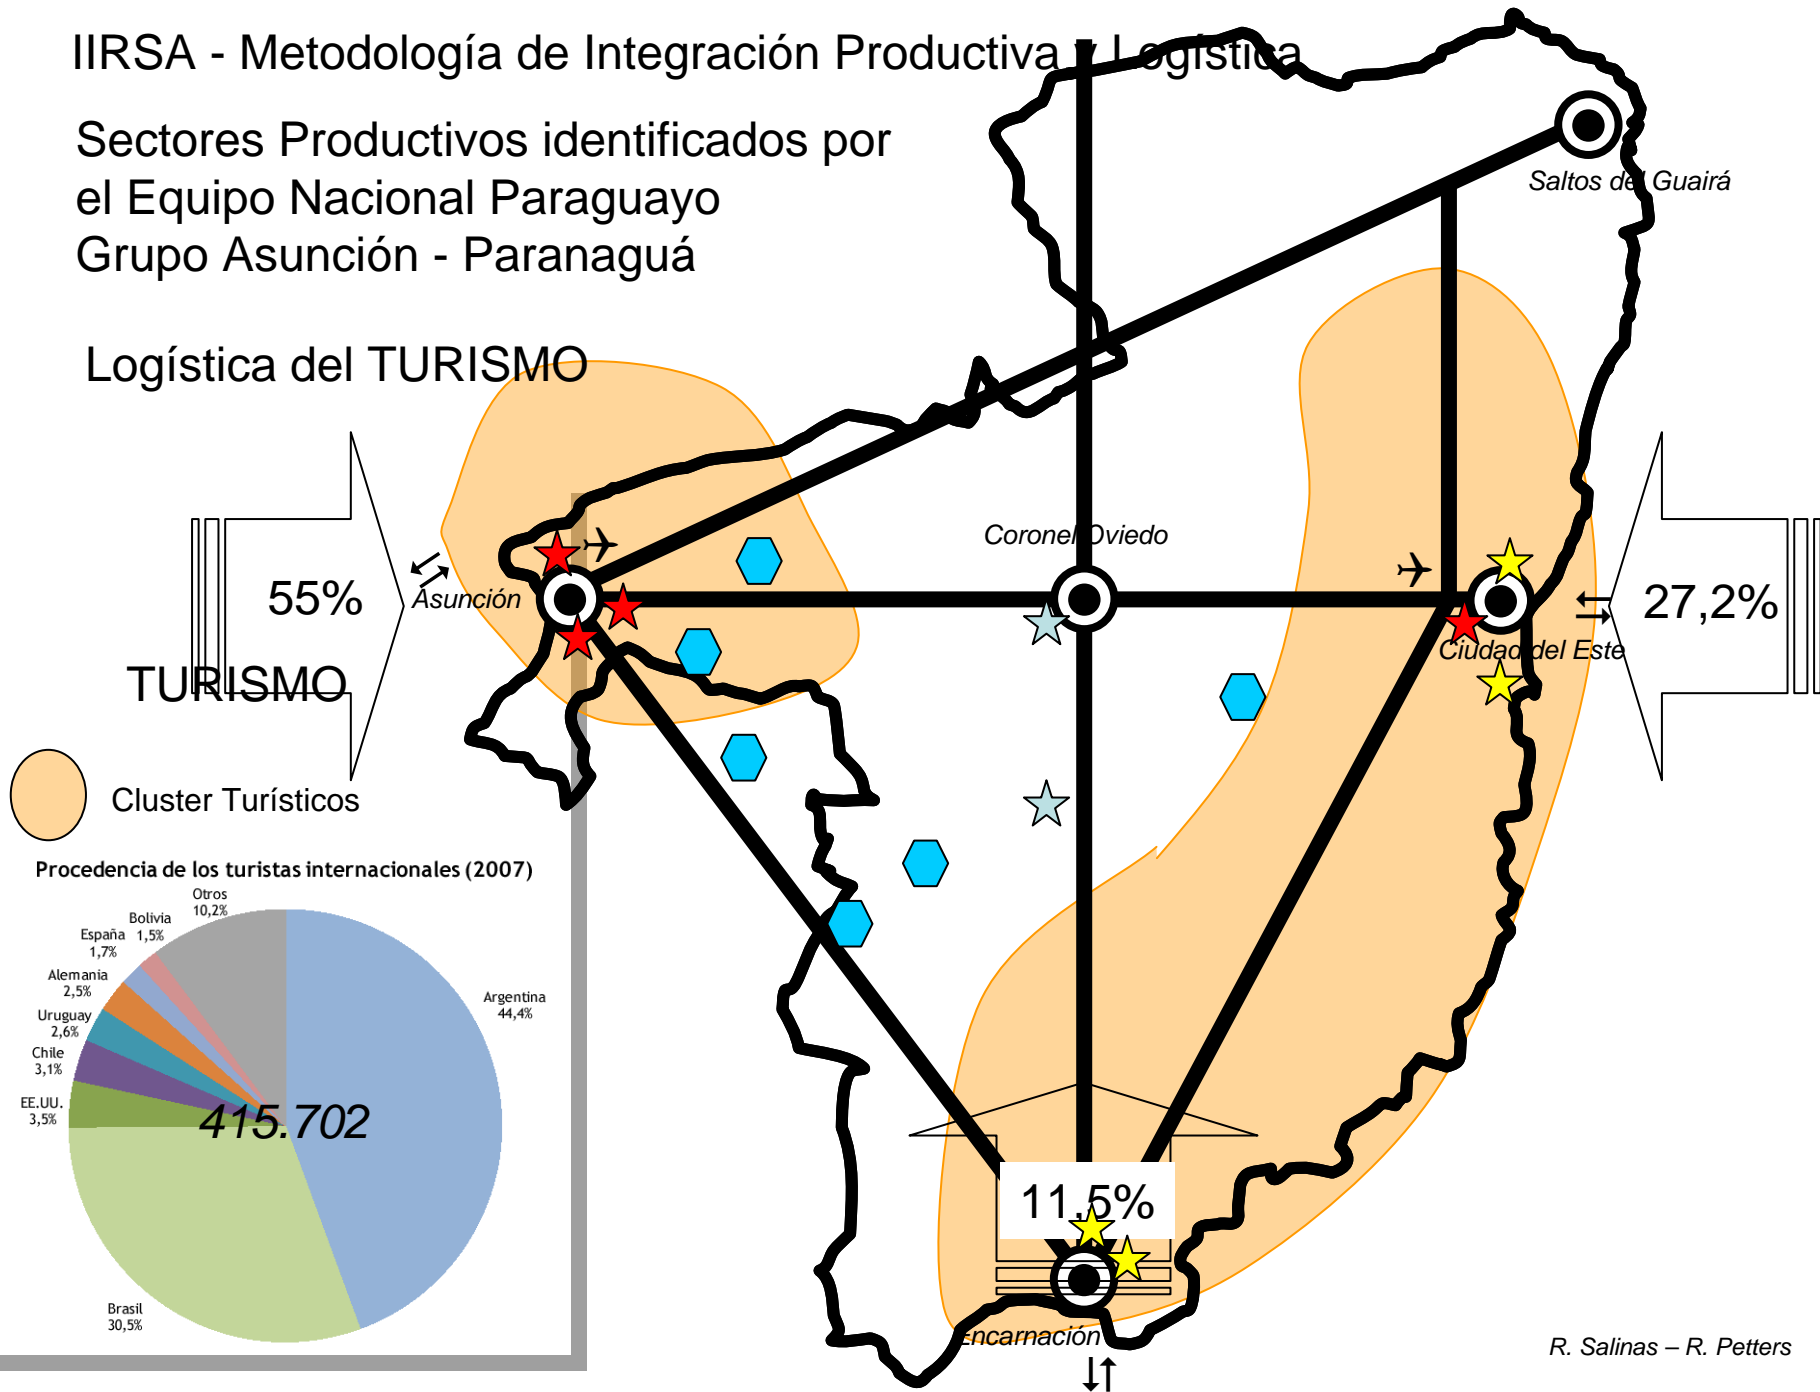 IIRSA - Metodología de Integración Productiva y Logística
Sectores Productivos identificados por
el Equipo Nacional Paraguayo
Grupo Asunción - Paranaguá
Saltos del Guairá
Logística del TURISMO
Coronel Oviedo
55%
Asunción
27,2%
Ciudad del Este
TURISMO
Cluster Turísticos
Procedencia de los turistas internacionales (2007)
Otros
10,2%
Bolivia
1,5%
España
1,7%
Alemania
2,5%
Uruguay
2,6%
Chile
3,1%
EE.UU.
3,5%
Argentina
44,4%
415.702
Brasil
30,5%
11,5%
Encarnación
R. Salinas – R. Petters